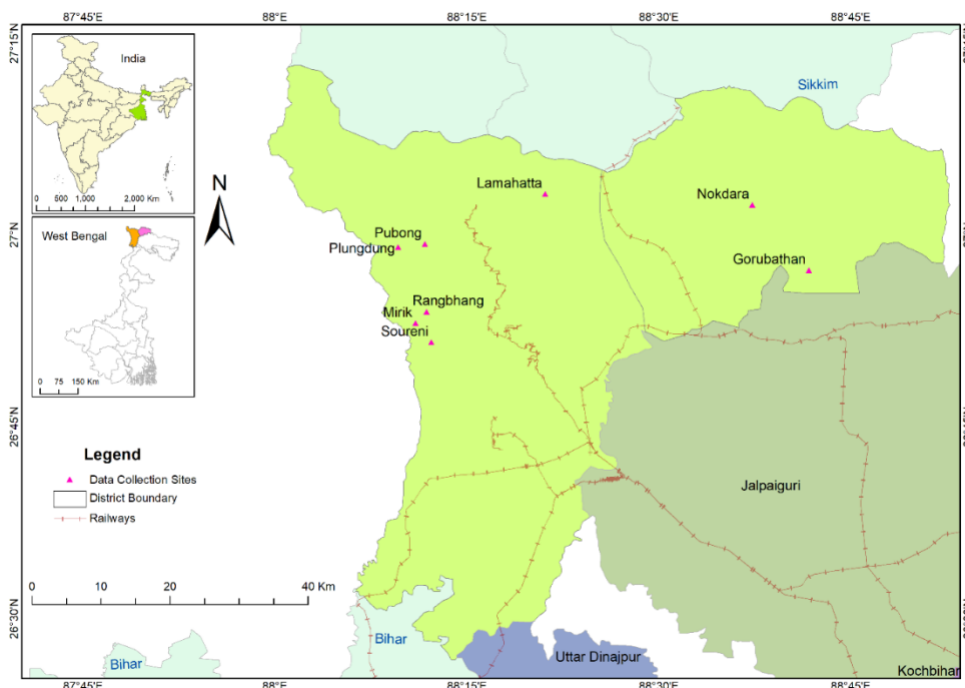 87°45'E 88°0'E 88°15'E 88°30'E 88°45'E
27°15'N
India
0 500 1,000 2,000 Km
N
West Bengal
0 75 150 Km
Sikkim
Lamahatta
Nokdara
27°0'N
Pubong
Plungdung
Gorubathan
Rangbhang
Mirik
Soureni
26°45'N
Legend
Data Collection Sites
District Boundary
Railways
Jalpaiguri
0 10 20 40 Km
26°30'N
Bihar
Bihar
Uttar Dinajpur
Kochbihar
87°45'E 88°0'E 88°15'E 88°30'E 88°45'E